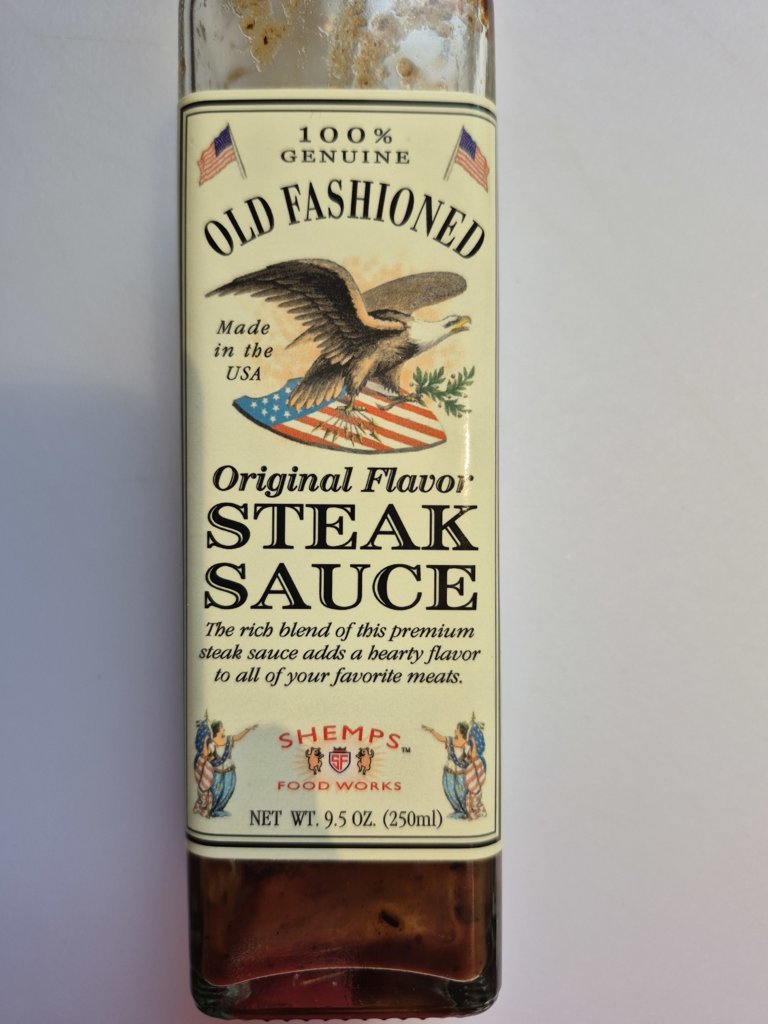 100%
GENUINE
OLD FASHIONED
Made
in the
USA
Original Flavor
STEAK
SAUCE
The rich blend of this premium
steak sauce adds a hearty flavor
to all of your favorite meats.
SHEMPS™
SF
FOOD WORKS
NET WT. 9.5 OZ. (250ml)